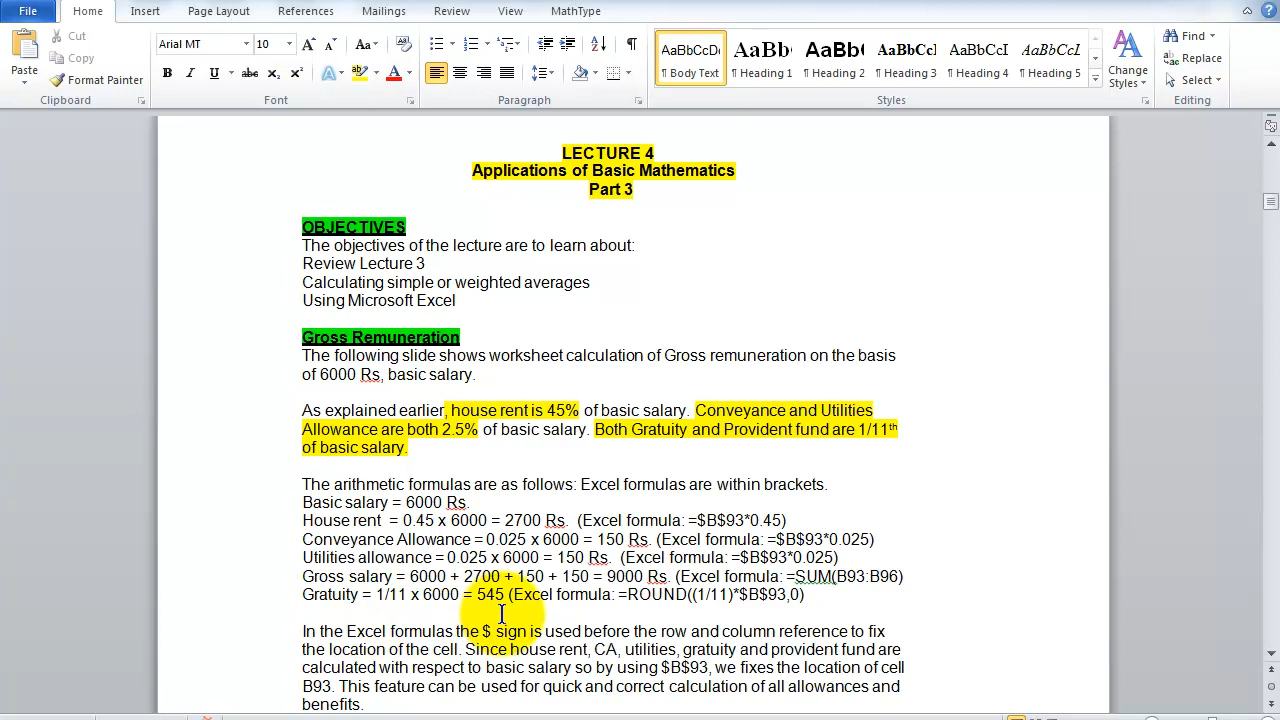 File Home Insert Page Layout References Mailings Review View MathType
Cut
Copy
Format Painter
Paste
Arial MT 10
Aa
B I U abc x₂ x² A A
AaBbCcDc AaBb AaBb( AaBbCcl AaBbCcI AaBbCcI
¶ Body Text ¶ Heading 1 ¶ Heading 2 ¶ Heading 3 ¶ Heading 4 ¶ Heading 5
Change Styles
Find
Replace
Select
Clipboard Font Paragraph Styles Editing
LECTURE 4
Applications of Basic Mathematics
Part 3
OBJECTIVES
The objectives of the lecture are to learn about:
Review Lecture 3
Calculating simple or weighted averages
Using Microsoft Excel
Gross Remuneration
The following slide shows worksheet calculation of Gross remuneration on the basis
of 6000 Rs, basic salary.
As explained earlier, house rent is 45% of basic salary. Conveyance and Utilities
Allowance are both 2.5% of basic salary. Both Gratuity and Provident fund are 1/11th
of basic salary.
The arithmetic formulas are as follows: Excel formulas are within brackets.
Basic salary = 6000 Rs.
House rent = 0.45 x 6000 = 2700 Rs. (Excel formula: =$B$93*0.45)
Conveyance Allowance = 0.025 x 6000 = 150 Rs. (Excel formula: =$B$93*0.025)
Utilities allowance = 0.025 x 6000 = 150 Rs. (Excel formula: =$B$93*0.025)
Gross salary = 6000 + 2700 + 150 + 150 = 9000 Rs. (Excel formula: =SUM(B93:B96)
Gratuity = 1/11 x 6000 = 545 (Excel formula: =ROUND((1/11)*$B$93,0)
In the Excel formulas the $ sign is used before the row and column reference to fix
the location of the cell. Since house rent, CA, utilities, gratuity and provident fund are
calculated with respect to basic salary so by using $B$93, we fixes the location of cell
B93. This feature can be used for quick and correct calculation of all allowances and
benefits.